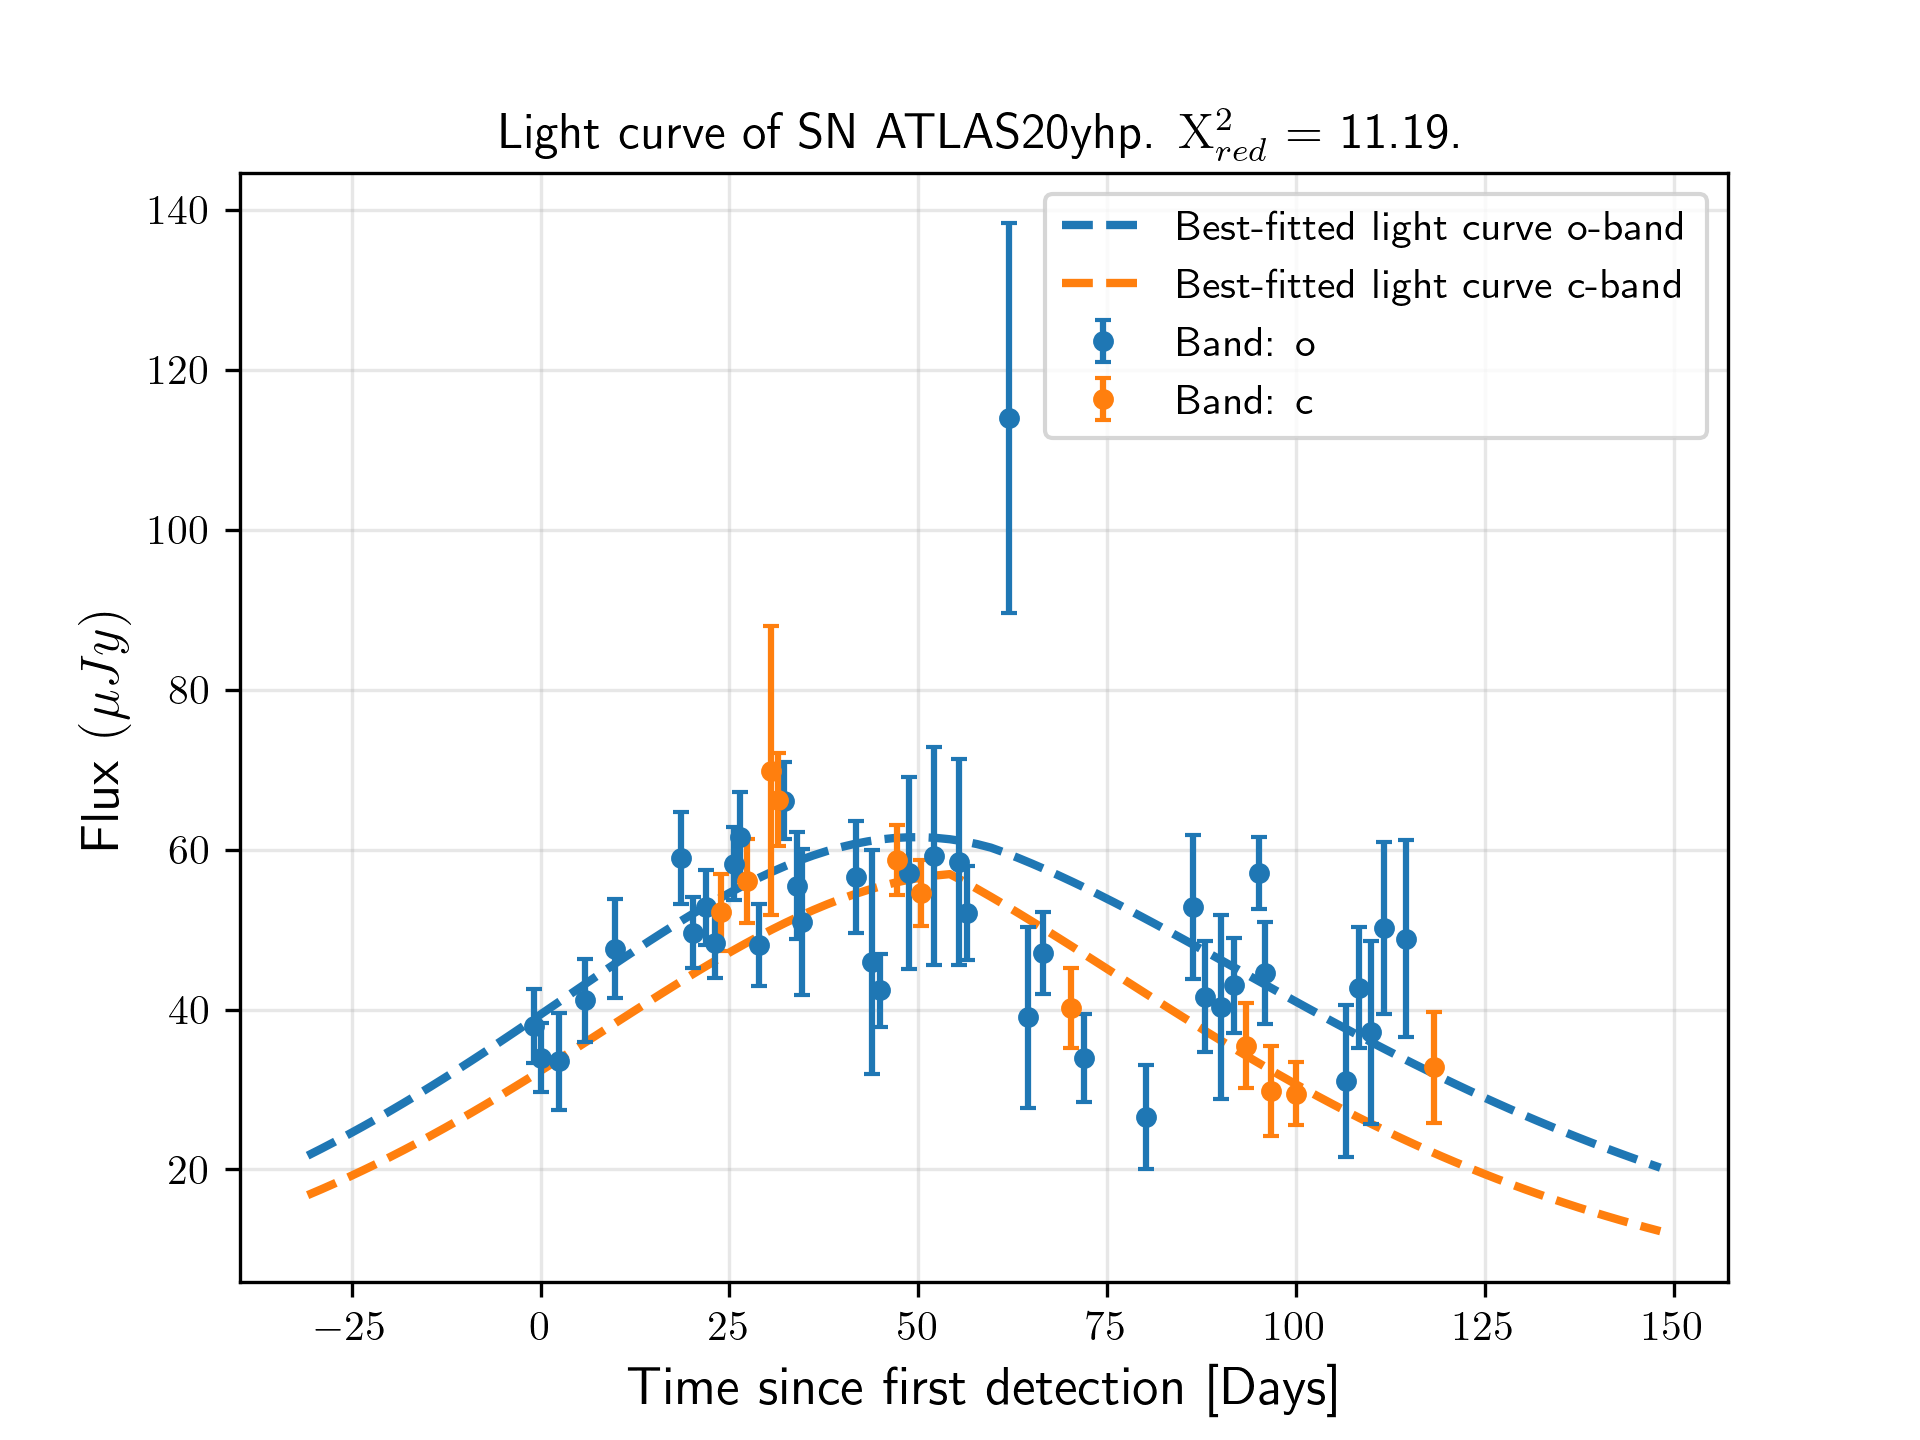 Light curve of SN ATLAS20yhp. X²red = 11.19.
Best-fitted light curve o-band
Best-fitted light curve c-band
Band: o
Band: c
140
120
100
80
60
40
20
Flux (μJy)
−25 0 25 50 75 100 125 150
Time since first detection [Days]